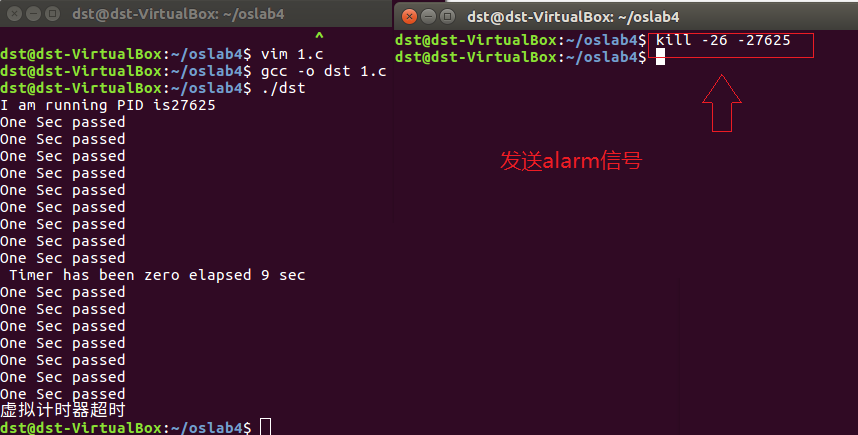 dst@dst-VirtualBox: ~/oslab4
^
dst@dst-VirtualBox:~/oslab4$ vim 1.c
dst@dst-VirtualBox:~/oslab4$ gcc -o dst 1.c
dst@dst-VirtualBox:~/oslab4$ ./dst
I am running PID is27625
One Sec passed
One Sec passed
One Sec passed
One Sec passed
One Sec passed
One Sec passed
One Sec passed
One Sec passed
One Sec passed
One Sec passed
 Timer has been zero elapsed 9 sec
One Sec passed
One Sec passed
One Sec passed
One Sec passed
One Sec passed
One Sec passed
One Sec passed
虚拟计时器超时
dst@dst-VirtualBox:~/oslab4$
dst@dst-VirtualBox: ~/oslab4
dst@dst-VirtualBox:~/oslab4$ kill -26 -27625
dst@dst-VirtualBox:~/oslab4$
发送alarm信号